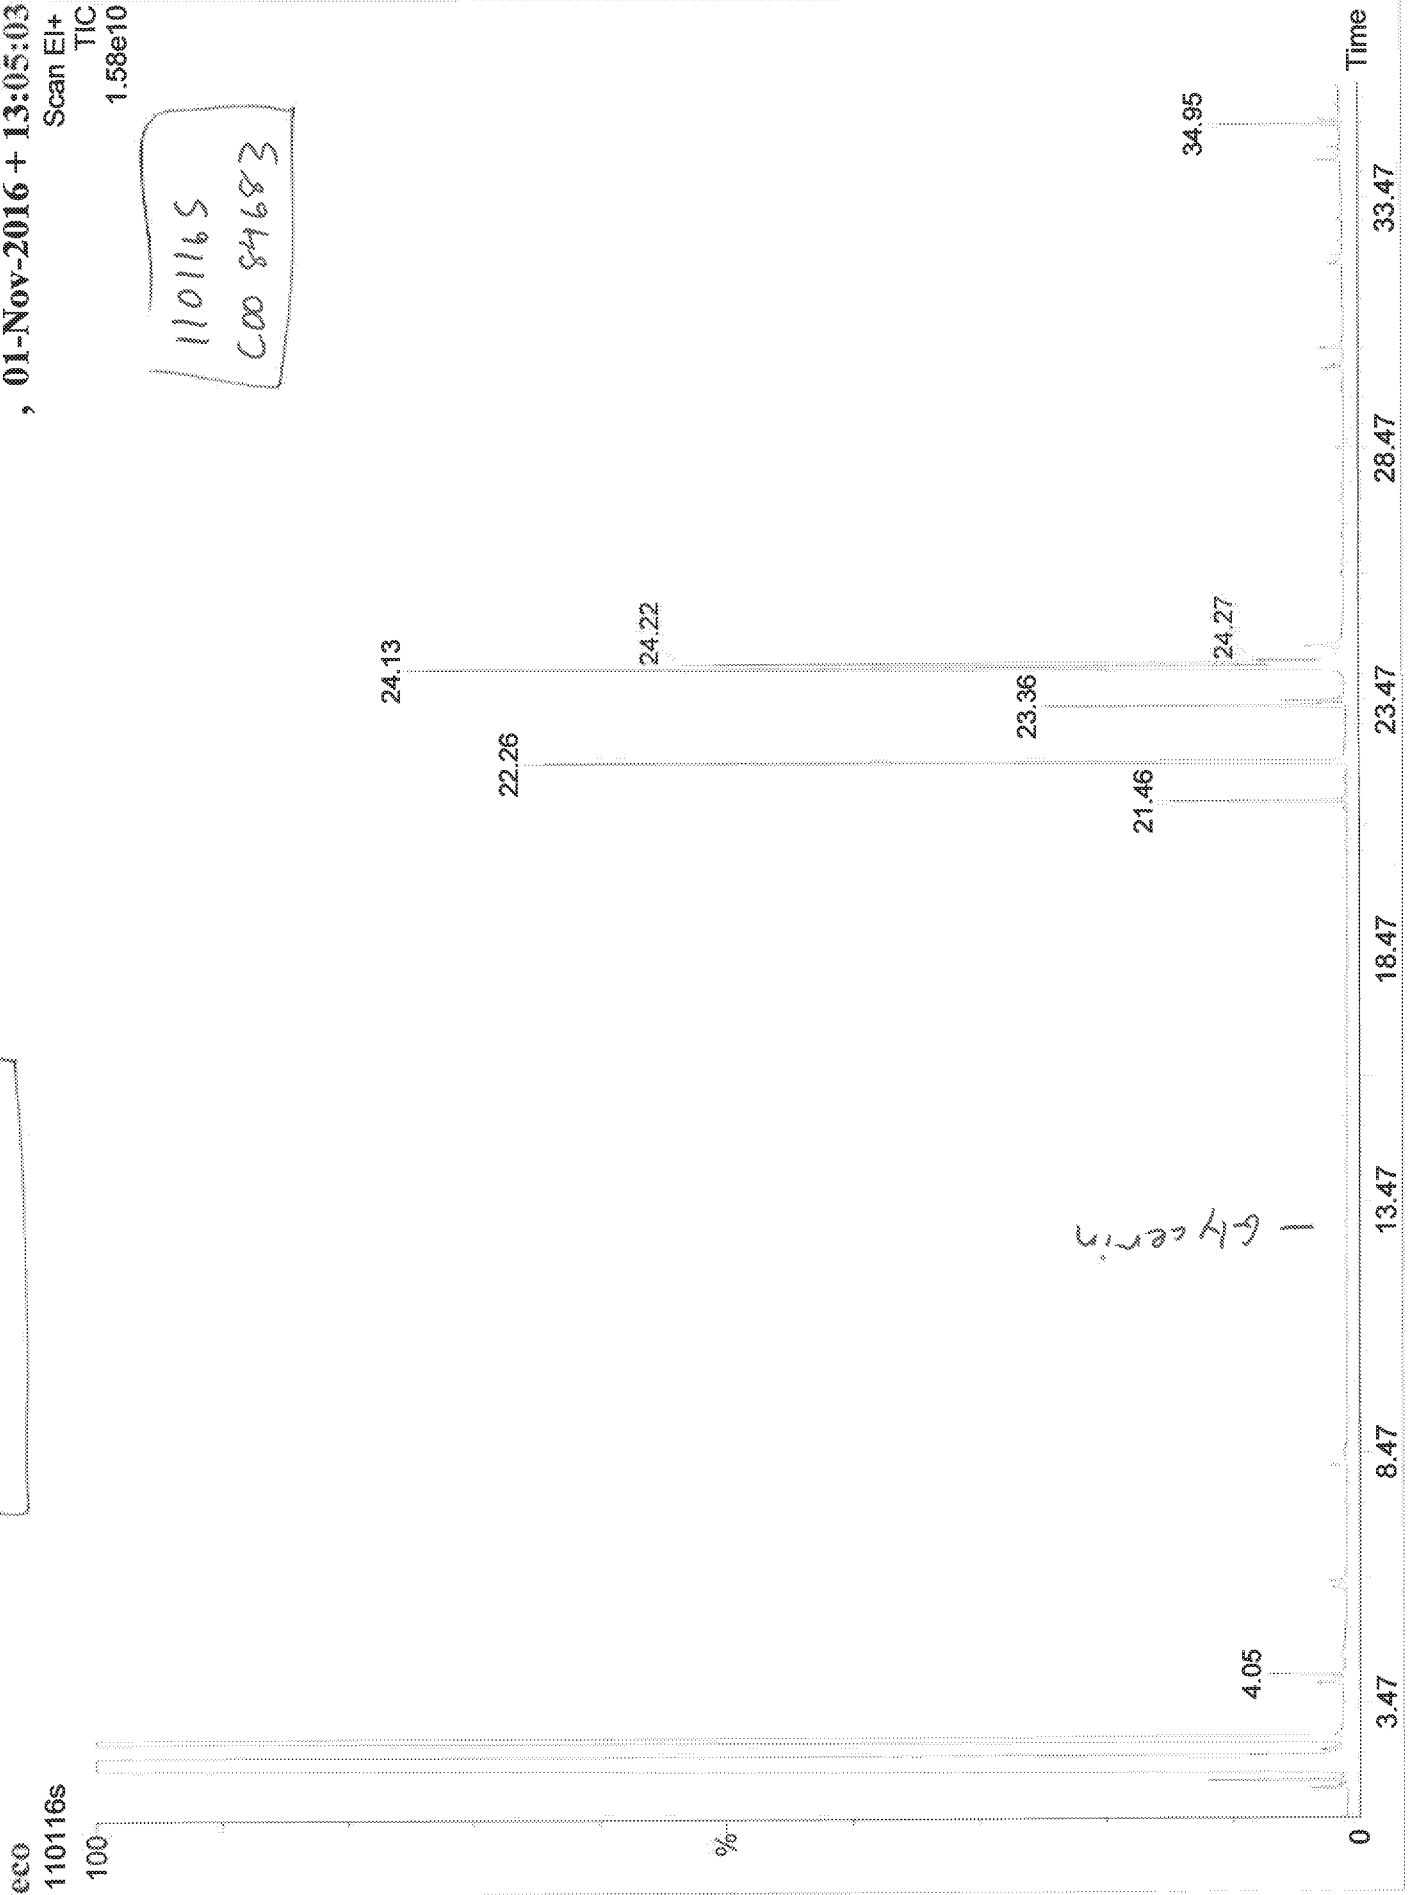 eco , 01-Nov-2016 + 13:05:03
110116s Scan EI+
TIC
1.58e10
100
110116S
C00 84683
24.13
22.26
24.22
23.36
21.46
24.27
34.95
4.05
%
- Glycerin
0
3.47 8.47 13.47 18.47 23.47 28.47 33.47
Time